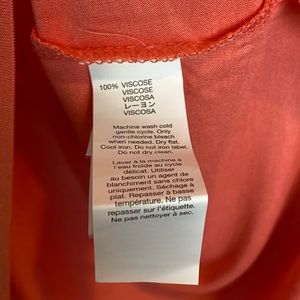 100% VISCOSE
VISCOSE
VISCOSA
レーヨン
VISCOSA
Machine wash cold
gentle cycle. Only
non-chlorine bleach
when needed. Dry flat.
Cool iron. Do not iron label.
Do not dry clean.
Laver à la machine à
l'eau froide au cycle
délicat. Utiliser
au besoin un agent de
blanchiment sans chlore
uniquement. Séchage à
plat. Repasser à basse
température. Ne pas
repasser sur l'étiquette.
Ne pas nettoyer à sec.